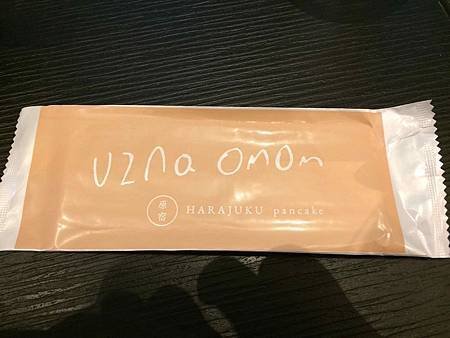 uzna omom
原宿 HARAJUKU pancake